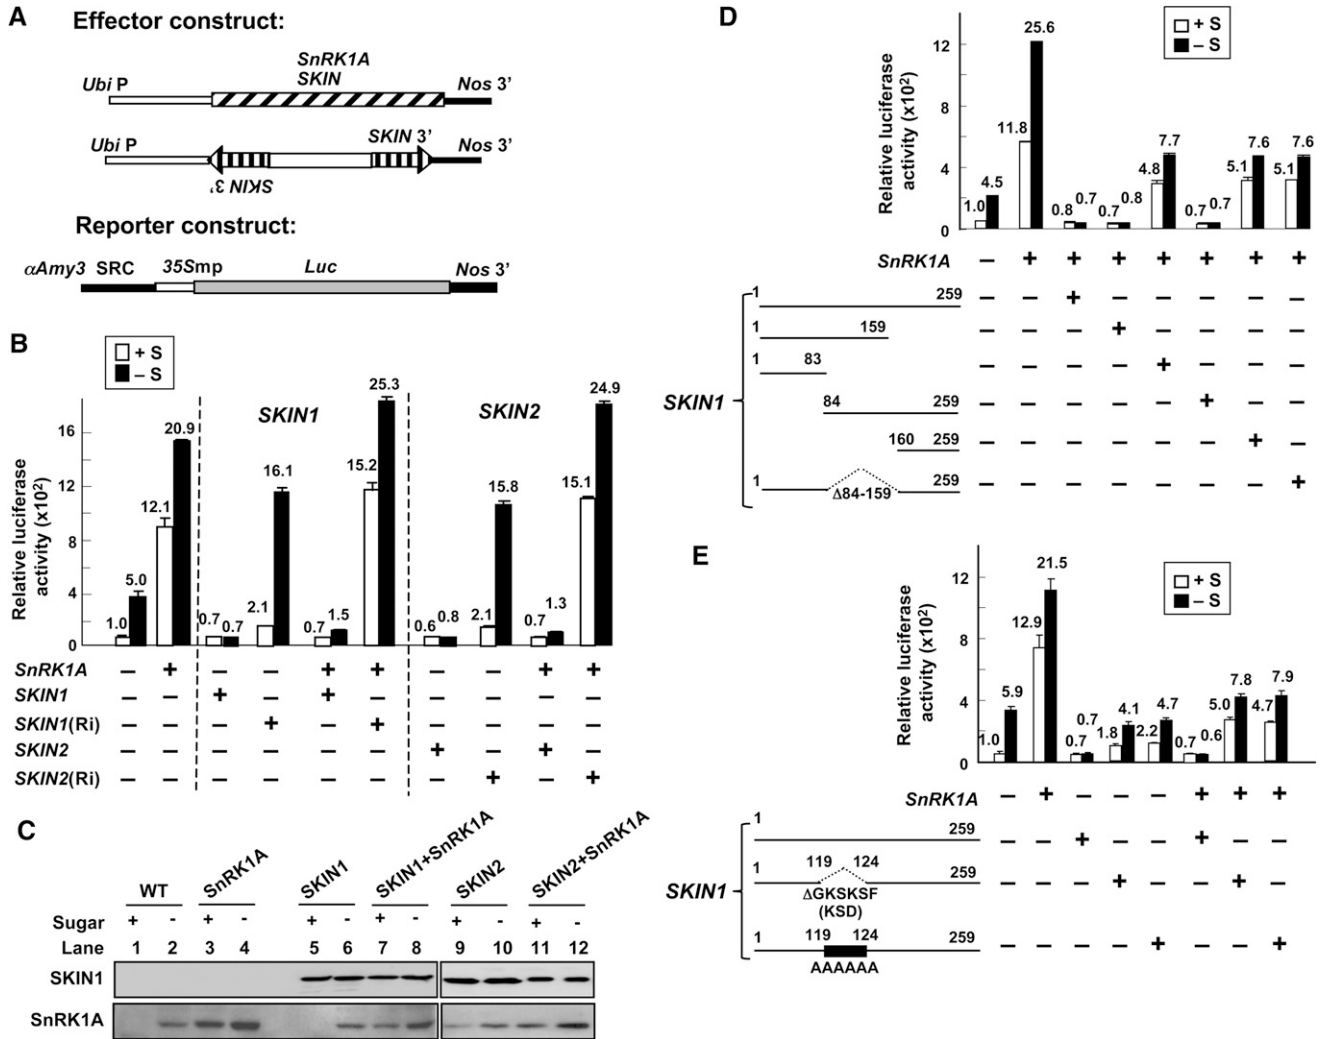 A
Effector construct:
SnRK1A
SKIN
Ubi P
Nos 3'
SKIN 3'
Ubi P
Nos 3'
SKIN 3'
Reporter construct:
αAmy3 SRC 35Smp Luc Nos 3'
B
+ S
– S
SKIN1
SKIN2
Relative luciferase activity (x10²)
16
12
8
4
0
1.0 5.0 12.1 20.9 0.7 0.7 2.1 16.1 0.7 1.5 15.2 25.3 0.6 0.8 2.1 15.8 0.7 1.3 15.1 24.9
SnRK1A – + – – + + – – + +
SKIN1 – – + – + – – – – –
SKIN1(Ri) – – – + – + – – – –
SKIN2 – – – – – – + – + –
SKIN2(Ri) – – – – – – – + – +
C
WT SnRK1A SKIN1 SKIN1+SnRK1A SKIN2 SKIN2+SnRK1A
Sugar + - + - + - + - + - + -
Lane 1 2 3 4 5 6 7 8 9 10 11 12
SKIN1
SnRK1A
D
+ S
– S
Relative luciferase activity (x10²)
12
8
4
0
1.0 4.5 11.8 25.6 0.8 0.7 0.7 0.8 4.8 7.7 0.7 0.7 5.1 7.6 5.1 7.6
SnRK1A – + + + + + + +
SKIN1
1 259 – – + – – – – –
1 159 – – – + – – – –
1 83 – – – – + – – –
84 259 – – – – – + – –
160 259 – – – – – – + –
1 Δ84-159 259 – – – – – – – +
E
+ S
– S
Relative luciferase activity (x10²)
12
8
4
0
1.0 5.9 12.9 21.5 0.7 0.7 1.8 4.1 2.2 4.7 0.7 0.6 5.0 7.8 4.7 7.9
SnRK1A – + – – – + + +
SKIN1
1 259 – – + – – + – –
1 119 124 259 – – – + – – + –
ΔGKSKSF
(KSD)
1 119 124 259 – – – – + – – +
AAAAAA